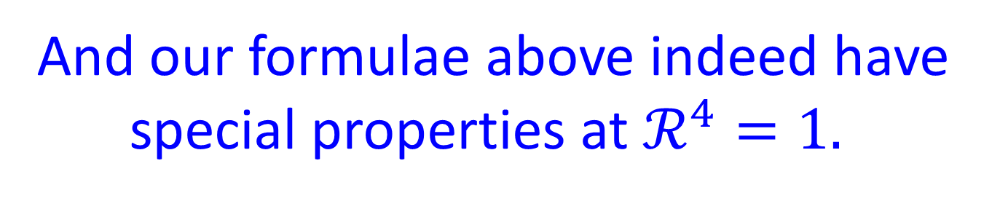 And our formulae above indeed have
special properties at ℛ⁴ = 1.